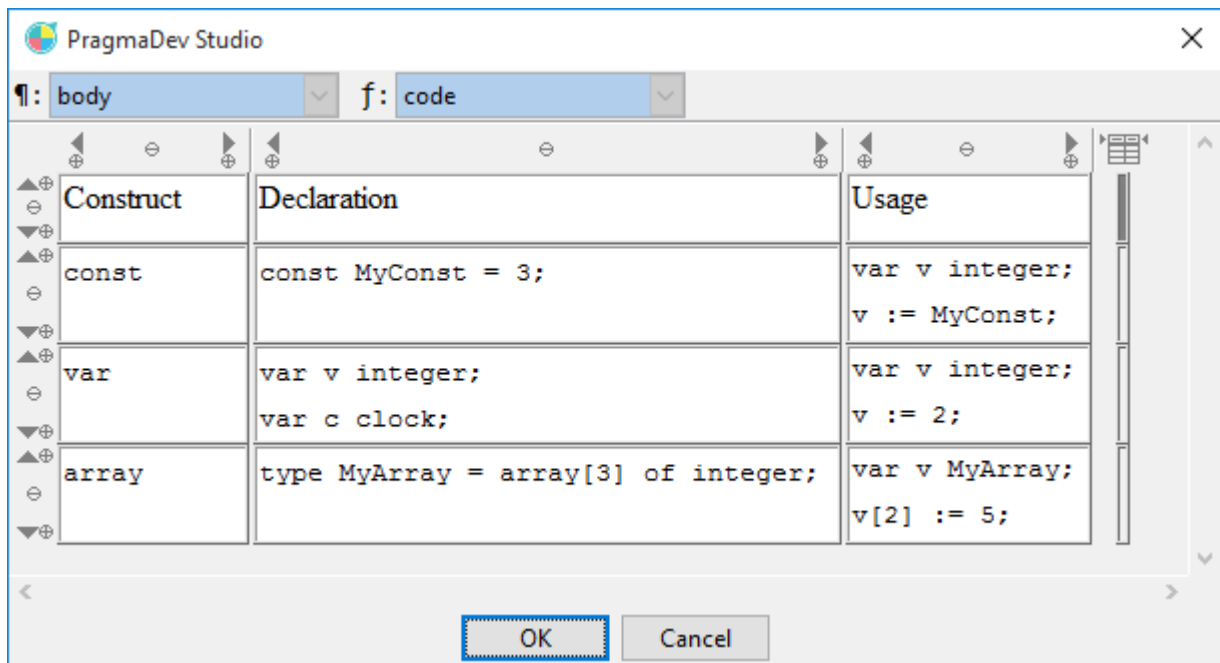 PragmaDev Studio
¶: body ƒ: code
Construct Declaration Usage
const const MyConst = 3; var v integer;
v := MyConst;
var var v integer; var v integer;
var c clock; v := 2;
array type MyArray = array[3] of integer; var v MyArray;
v[2] := 5;
OK Cancel